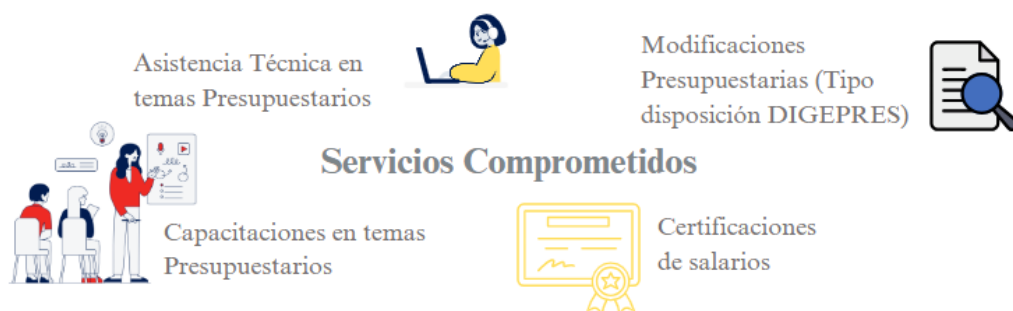 Asistencia Técnica en
temas Presupuestarios
Modificaciones
Presupuestarias (Tipo
disposición DIGEPRES)
Servicios Comprometidos
Capacitaciones en temas
Presupuestarios
Certificaciones
de salarios